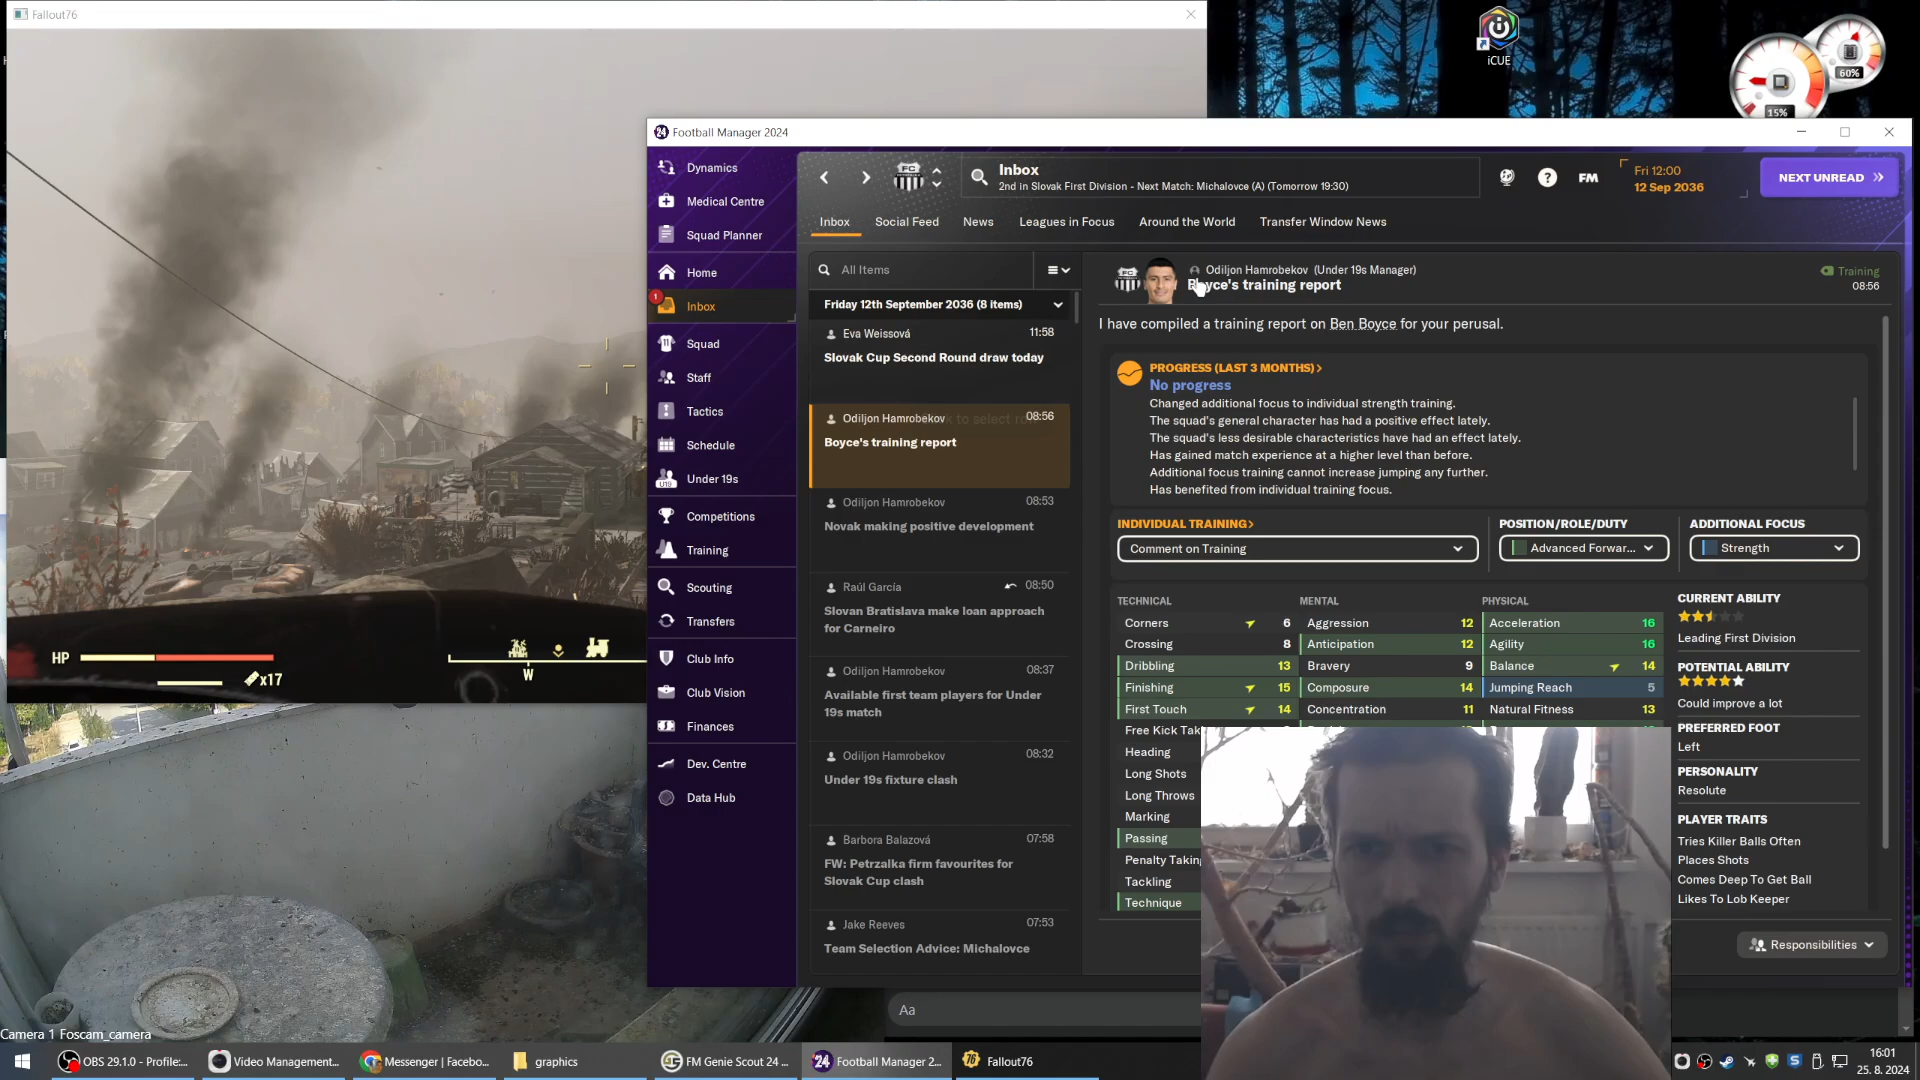 Fallout76
iCUE
60%
15%
HP
x17
W
Football Manager 2024
Dynamics
Medical Centre
Squad Planner
Home
1
Inbox
Squad
Staff
Tactics
Schedule
Under 19s
Competitions
Training
Scouting
Transfers
Club Info
Club Vision
Finances
Dev. Centre
Data Hub
Inbox
2nd in Slovak First Division - Next Match: Michalovce (A) (Tomorrow 19:30)
FM
Fri 12:00
12 Sep 2036
NEXT UNREAD
Inbox Social Feed News Leagues in Focus Around the World Transfer Window News
All Items
Friday 12th September 2036 (8 items)
Eva Weissová 11:58
Slovak Cup Second Round draw today
Odiljon Hamrobekov 08:56
Boyce's training report
Odiljon Hamrobekov 08:53
Novak making positive development
Raúl García 08:50
Slovan Bratislava make loan approach
for Carneiro
Odiljon Hamrobekov 08:37
Available first team players for Under
19s match
Odiljon Hamrobekov 08:32
Under 19s fixture clash
Barbora Balazová 07:58
FW: Petrzalka firm favourites for
Slovak Cup clash
Jake Reeves 07:53
Team Selection Advice: Michalovce
Odiljon Hamrobekov (Under 19s Manager)
Boyce's training report
Training
08:56
I have compiled a training report on Ben Boyce for your perusal.
PROGRESS (LAST 3 MONTHS)>
No progress
Changed additional focus to individual strength training.
The squad's general character has had a positive effect lately.
The squad's less desirable characteristics have had an effect lately.
Has gained match experience at a higher level than before.
Additional focus training cannot increase jumping any further.
Has benefited from individual training focus.
INDIVIDUAL TRAINING>
Comment on Training
POSITION/ROLE/DUTY
Advanced Forwar...
ADDITIONAL FOCUS
Strength
TECHNICAL
Corners 6
Crossing 8
Dribbling 13
Finishing 15
First Touch 14
Free Kick Tak
Heading
Long Shots
Long Throws
Marking
Passing
Penalty Taking
Tackling
Technique
MENTAL
Aggression 12
Anticipation 12
Bravery 9
Composure 14
Concentration 11
PHYSICAL
Acceleration 16
Agility 16
Balance 14
Jumping Reach 5
Natural Fitness 13
CURRENT ABILITY
Leading First Division
POTENTIAL ABILITY
Could improve a lot
PREFERRED FOOT
Left
PERSONALITY
Resolute
PLAYER TRAITS
Tries Killer Balls Often
Places Shots
Comes Deep To Get Ball
Likes To Lob Keeper
Responsibilities
Aa
Camera 1 Foscam_camera
OBS 29.1.0 - Profile:...
Video Management...
Messenger | Facebo...
graphics
FM Genie Scout 24 ...
Football Manager 2...
Fallout76
16:01
25. 8. 2024